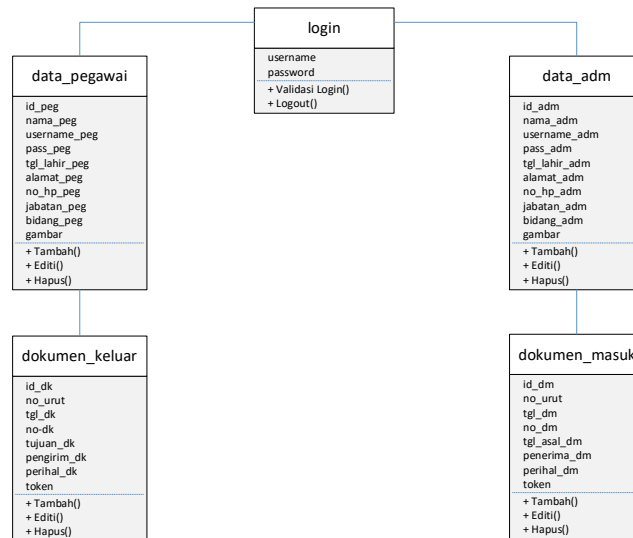 login
username
password
+ Validasi Login()
+ Logout()
data_pegawai
id_peg
nama_peg
username_peg
pass_peg
tgl_lahir_peg
alamat_peg
no_hp_peg
jabatan_peg
bidang_peg
gambar
+ Tambah()
+ Editi()
+ Hapus()
data_adm
id_adm
nama_adm
username_adm
pass_adm
tgl_lahir_adm
alamat_adm
no_hp_adm
jabatan_adm
bidang_adm
gambar
+ Tambah()
+ Editi()
+ Hapus()
dokumen_keluar
id_dk
no_urut
tgl_dk
no-dk
tujuan_dk
pengirim_dk
perihal_dk
token
+ Tambah()
+ Editi()
+ Hapus()
dokumen_masuk
id_dm
no_urut
tgl_dm
no_dm
tgl_asal_dm
penerima_dm
perihal_dm
token
+ Tambah()
+ Editi()
+ Hapus()